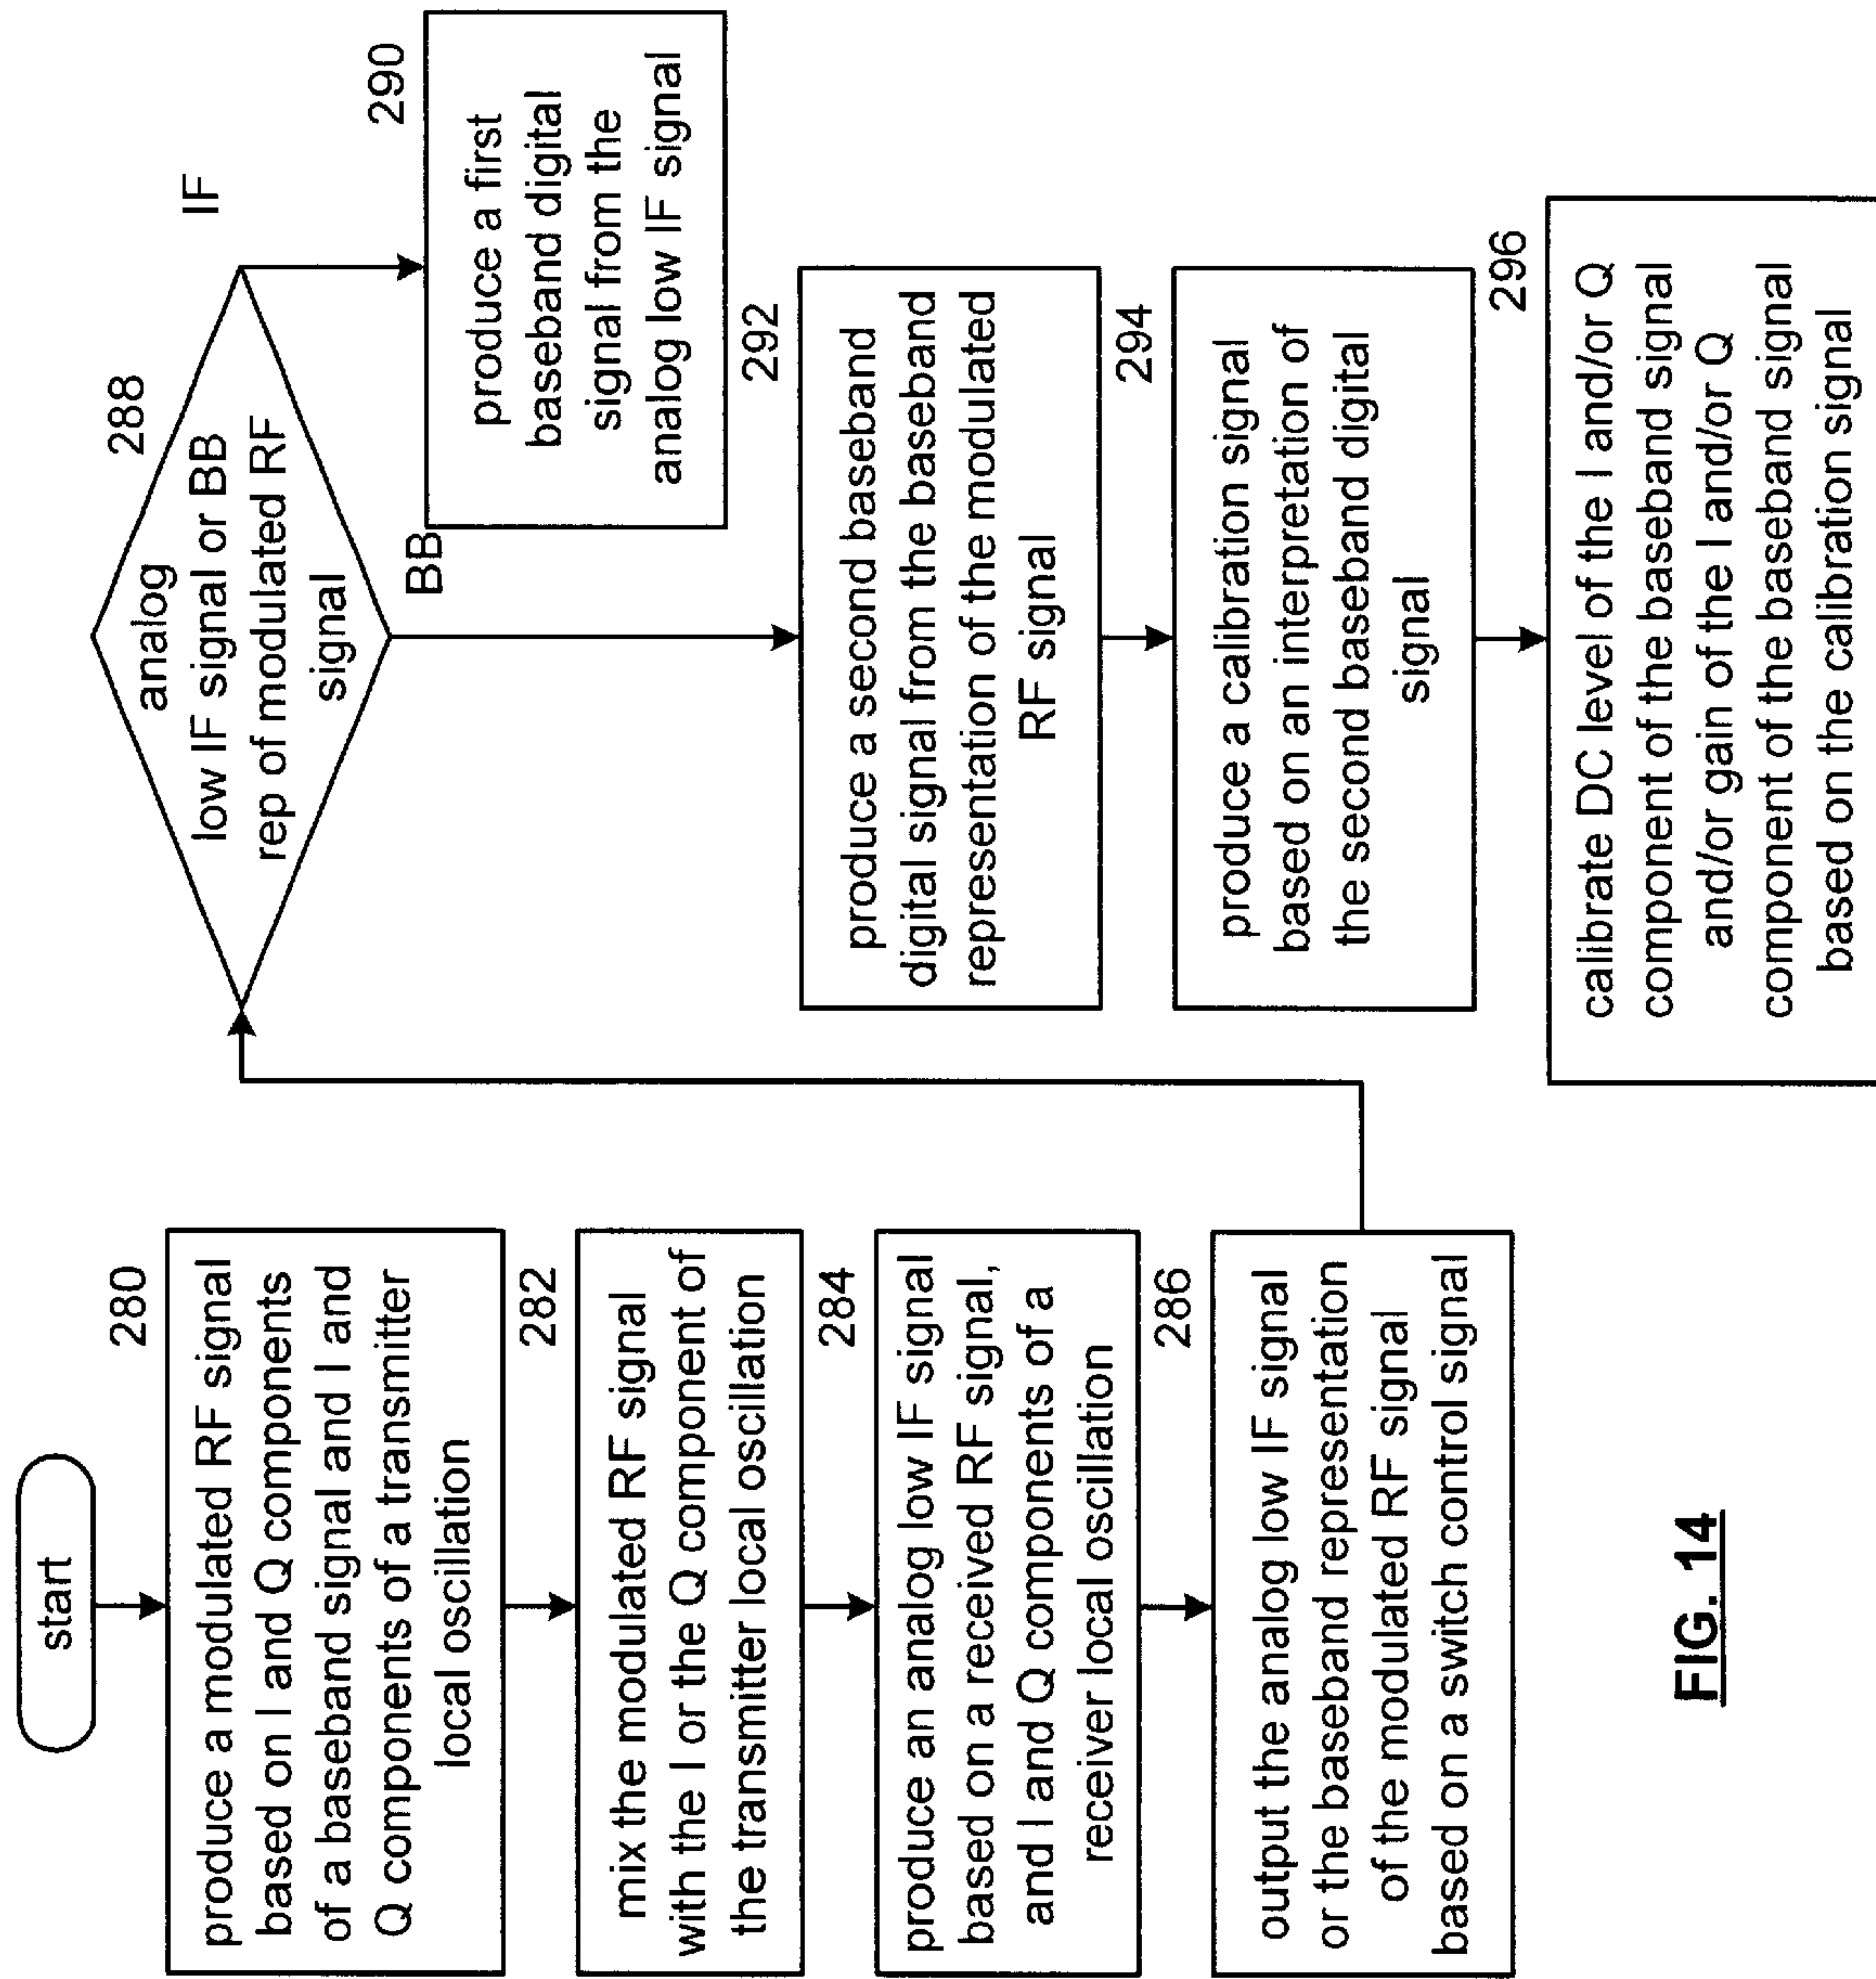 start
280
produce a modulated RF signal
based on I and Q components
of a baseband signal and I and
Q components of a transmitter
local oscillation
282
mix the modulated RF signal
with the I or the Q component of
the transmitter local oscillation
284
produce an analog low IF signal
based on a received RF signal,
and I and Q components of a
receiver local oscillation
286
output the analog low IF signal
or the baseband representation
of the modulated RF signal
based on a switch control signal
288
analog
low IF signal or BB
rep of modulated RF
signal
IF
BB
290
produce a first
baseband digital
signal from the
analog low IF signal
292
produce a second baseband
digital signal from the baseband
representation of the modulated
RF signal
294
produce a calibration signal
based on an interpretation of
the second baseband digital
signal
296
calibrate DC level of the I and/or Q
component of the baseband signal
and/or gain of the I and/or Q
component of the baseband signal
based on the calibration signal
FIG. 14